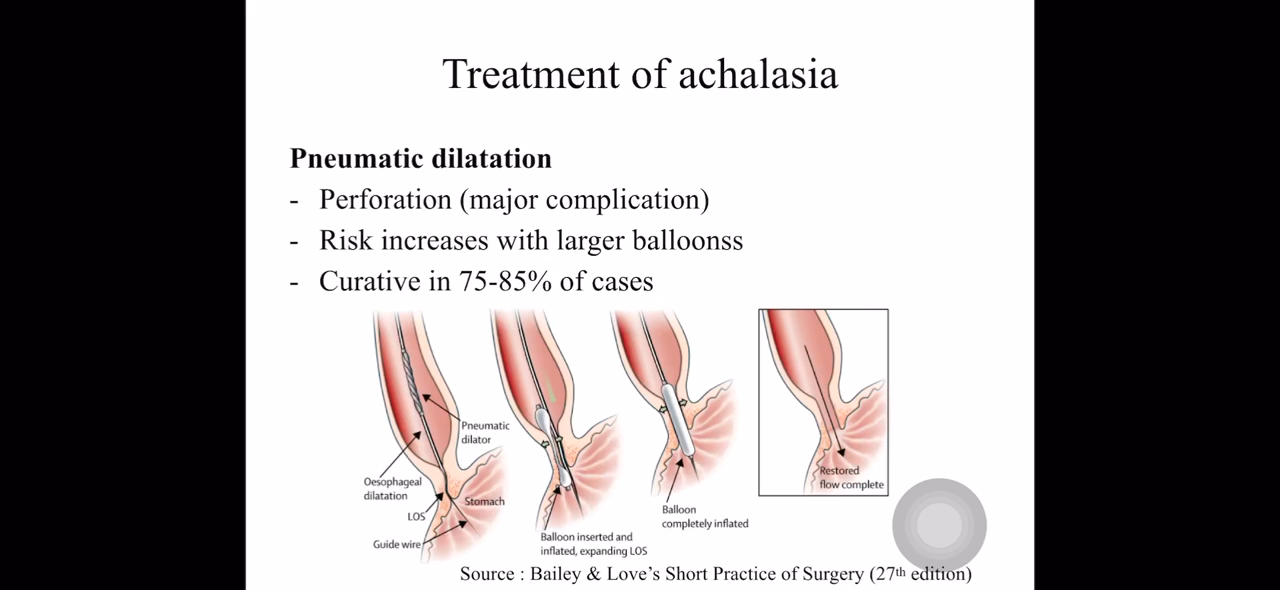 Treatment of achalasia
Pneumatic dilatation
- Perforation (major complication)
- Risk increases with larger balloonss
- Curative in 75-85% of cases
Pneumatic
dilator
Oesophageal
dilatation
LOS
Stomach
Guide wire
Balloon inserted and
inflated, expanding LOS
Balloon
completely inflated
Restored
flow complete
Source : Bailey & Love’s Short Practice of Surgery (27th edition)